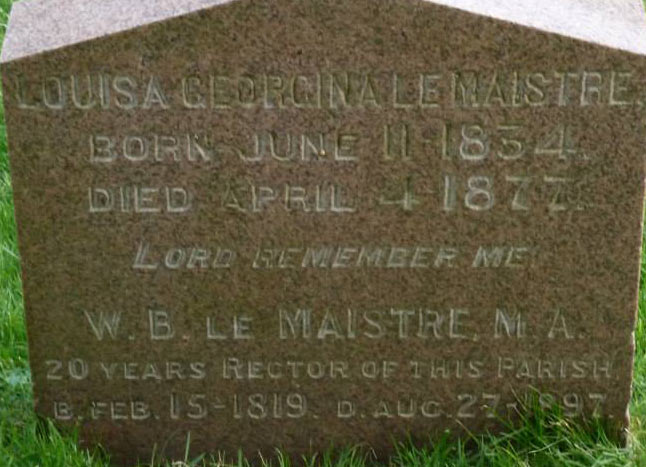 LOUISA GEORGINA LE MAISTRE,
BORN JUNE 11-1834.
DIED APRIL 4-1877.
LORD REMEMBER ME
W. B. LE MAISTRE, M.A.
20 YEARS RECTOR OF THIS PARISH
B. FEB. 15-1819. D. AUG. 27-1897.